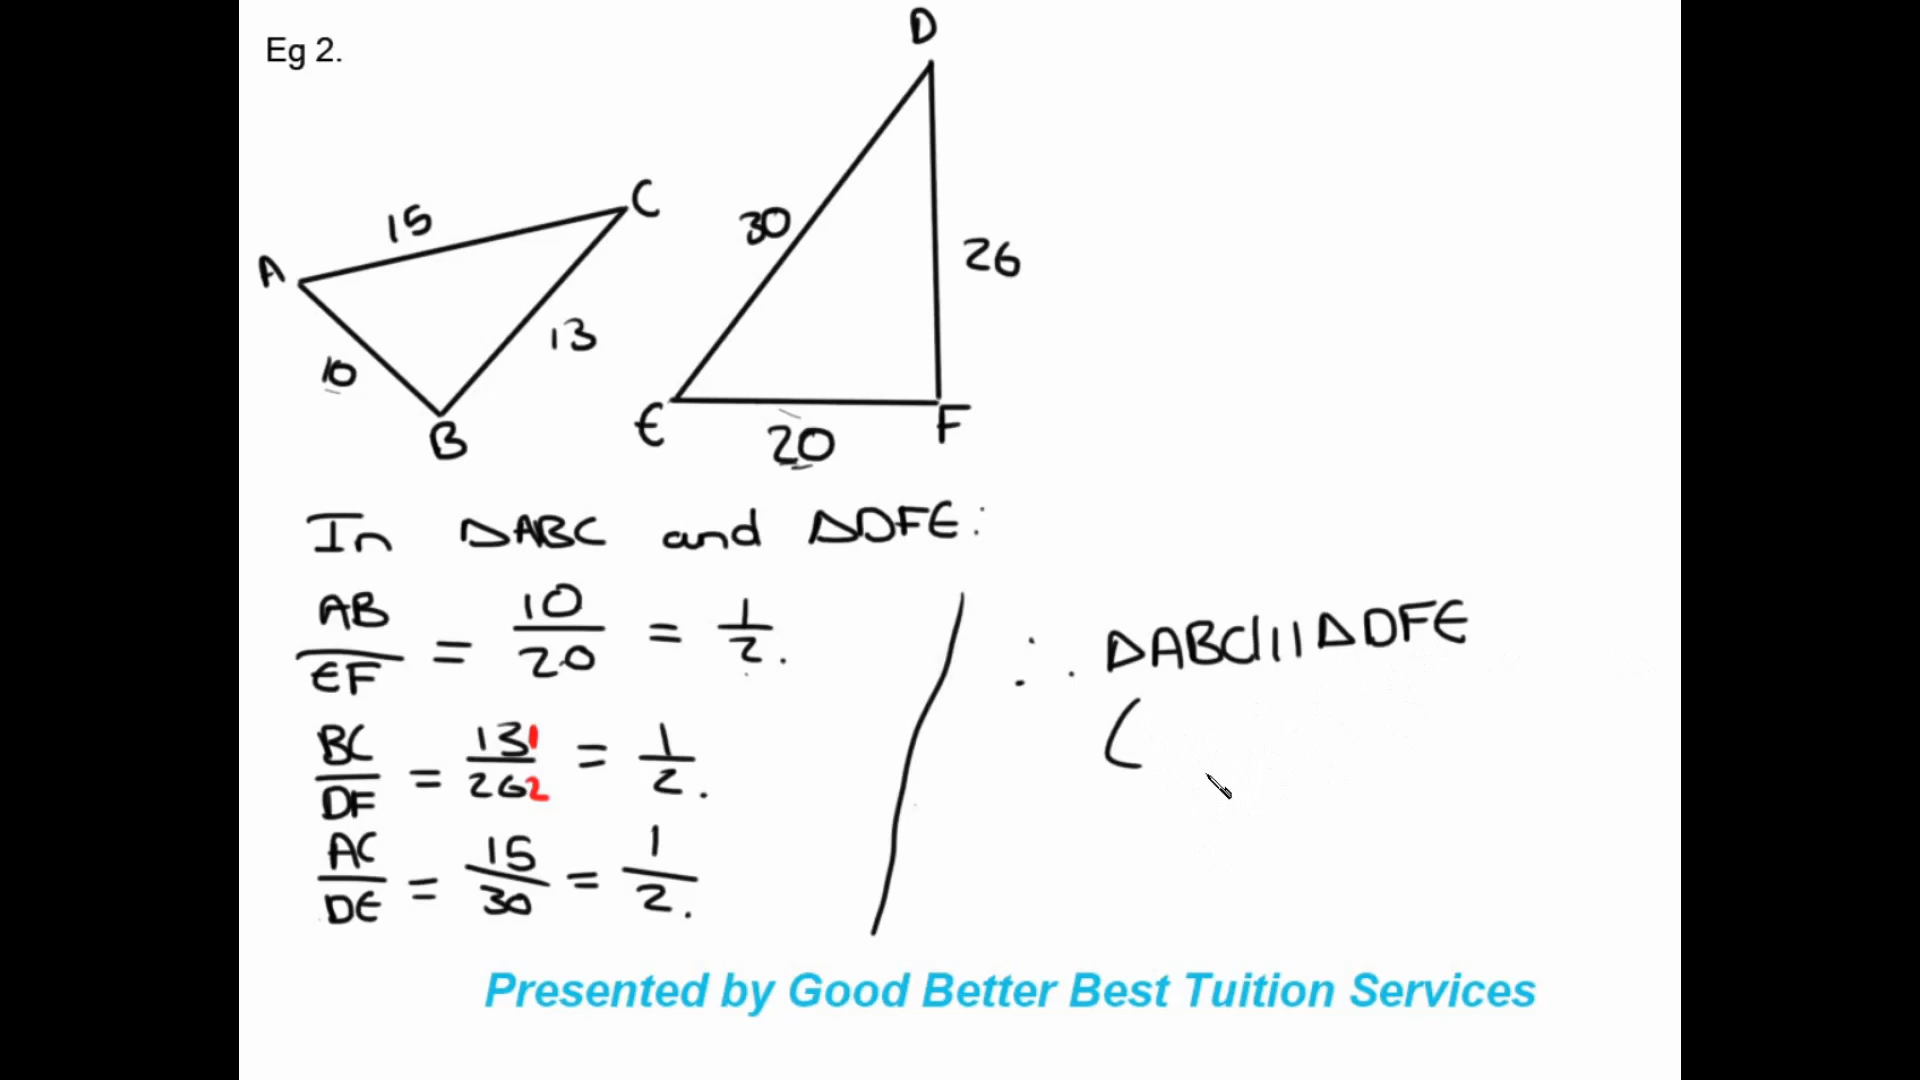 Eg 2.
D
C
15
A
30
26
13
10
B
E
F
20
In ΔABC and ΔDFE:
AB/EF = 10/20 = 1/2.
∴ ΔABC ||| ΔDFE
(
BC/DF = 13 1/26 2 = 1/2.
AC/DE = 15/30 = 1/2.
Presented by Good Better Best Tuition Services